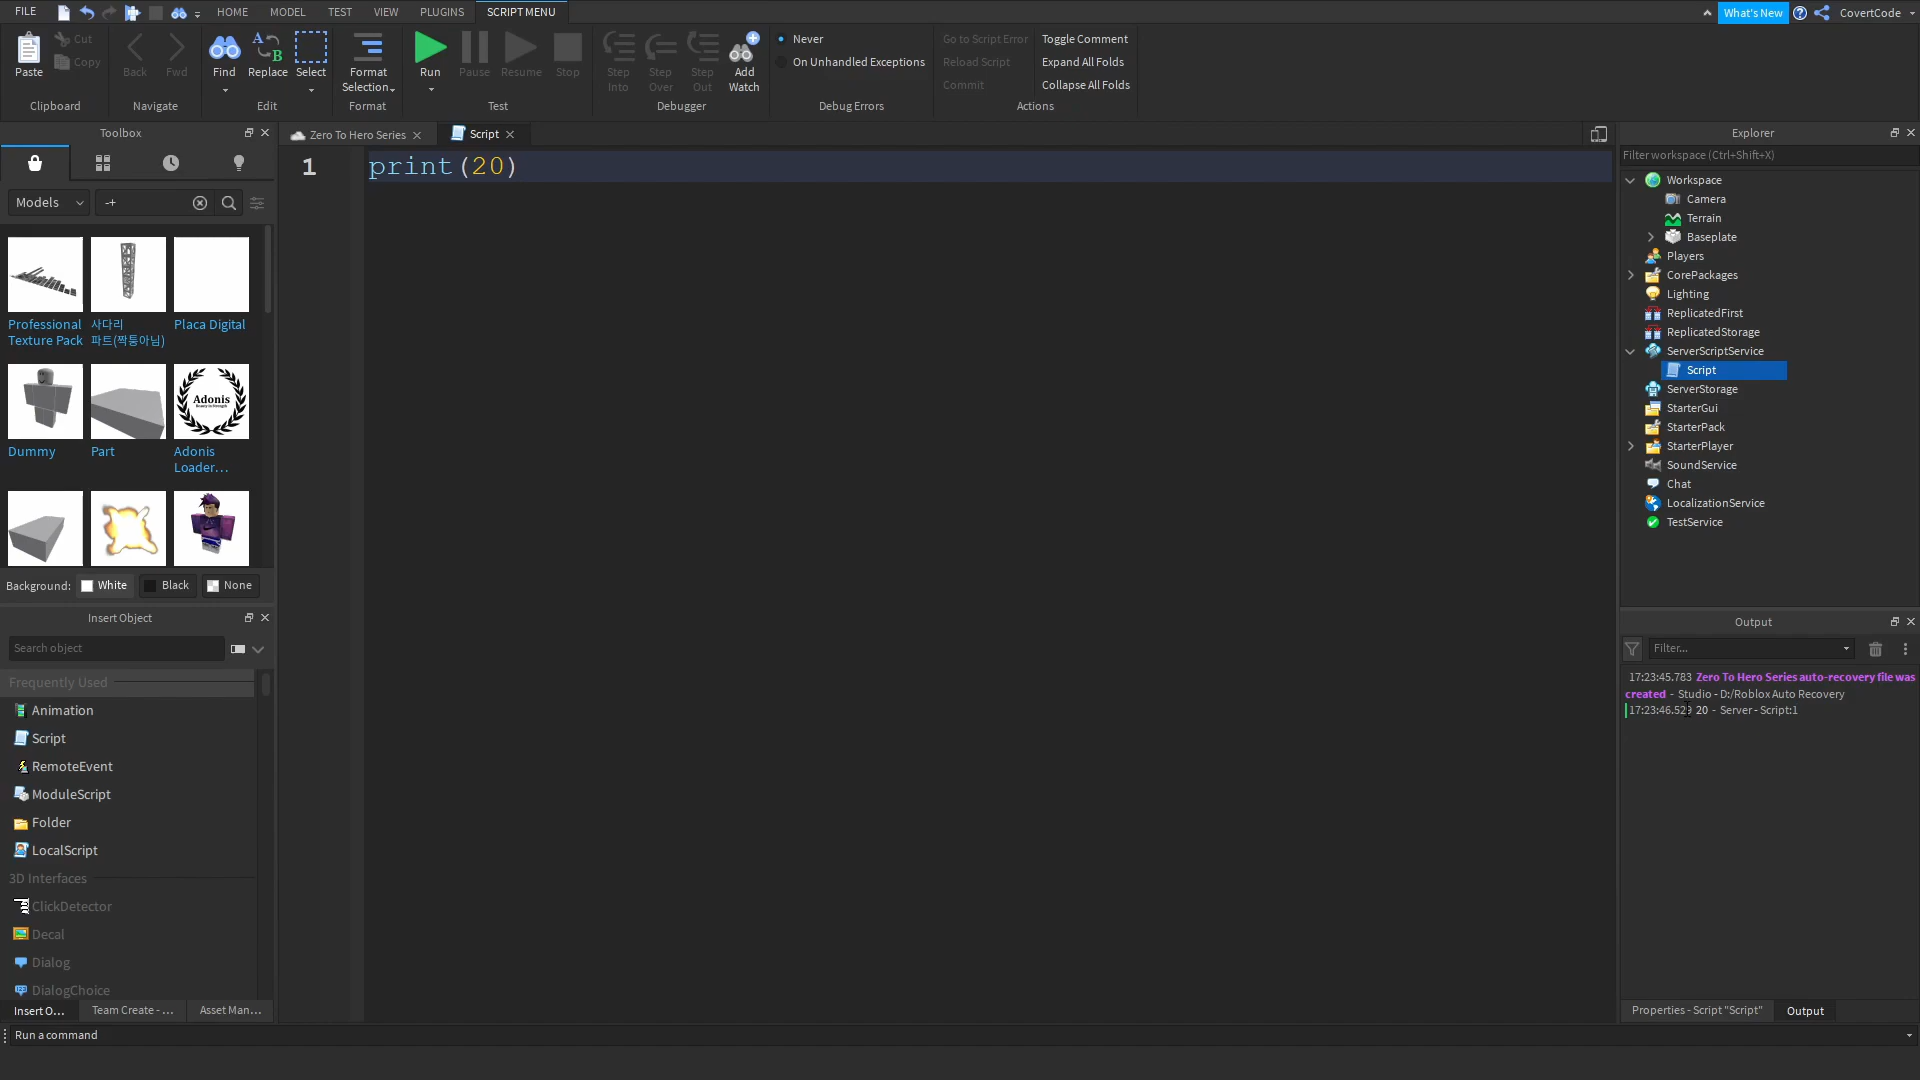 FILE HOME MODEL TEST VIEW PLUGINS SCRIPT MENU What's New CovertCode
Paste Cut Copy
Clipboard
Back Fwd
Navigate
Find Replace Select
Edit
Format Selection
Format
Run Pause Resume Stop
Test
Step Into Step Over Step Out Add Watch
Debugger
Never
On Unhandled Exceptions
Debug Errors
Go to Script Error Toggle Comment
Reload Script Expand All Folds
Commit Collapse All Folds
Actions
Toolbox
Models -+
Professional Texture Pack
사다리 파트(짝퉁아님)
Placa Digital
Adonis
Dummy
Part
Adonis Loader...
Background: White Black None
Insert Object
Search object
Frequently Used
Animation
Script
RemoteEvent
ModuleScript
Folder
LocalScript
3D Interfaces
ClickDetector
Decal
Dialog
DialogChoice
Insert O... Team Create - ... Asset Man...
Zero To Hero Series Script
1 print(20)
Explorer
Filter workspace (Ctrl+Shift+X)
Workspace
Camera
Terrain
Baseplate
Players
CorePackages
Lighting
ReplicatedFirst
ReplicatedStorage
ServerScriptService
Script
ServerStorage
StarterGui
StarterPack
StarterPlayer
SoundService
Chat
LocalizationService
TestService
Output
Filter...
17:23:45.783 Zero To Hero Series auto-recovery file was
created - Studio - D:/Roblox Auto Recovery
20 - Server - Script:1
Properties - Script "Script" Output
Run a command